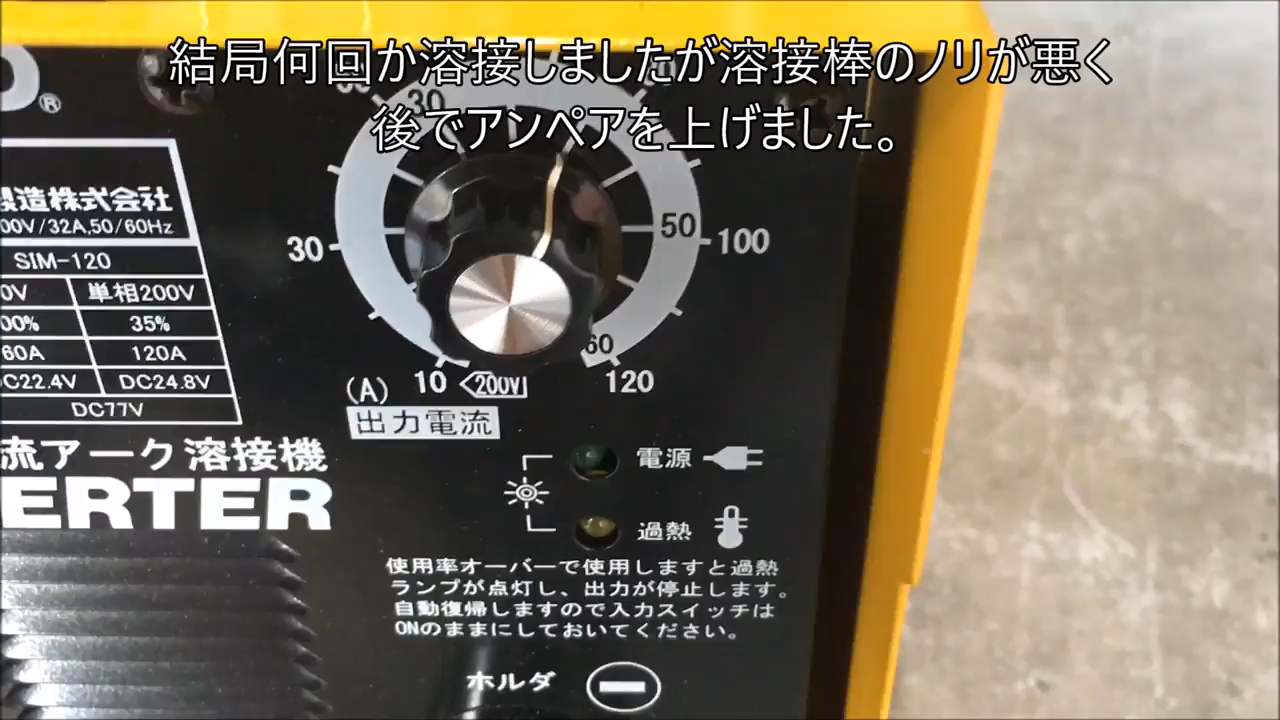 結局何回か溶接しましたが溶接棒のノリが悪く
後でアンペアを上げました。
®
30
製造株式会社
00V/32A,50/60Hz
SIM-120
0V 単相200V
00% 35%
60A 120A
DC22.4V DC24.8V
DC77V
流アーク溶接機
ERTER
30
50
100
60
(A) 10 200V 120
出力電流
電源
過熱
使用率オーバーで使用しますと過熱
ランプが点灯し、出力が停止します。
自動復帰しますので入力スイッチは
ONのままにしておいてください。
ホルダ